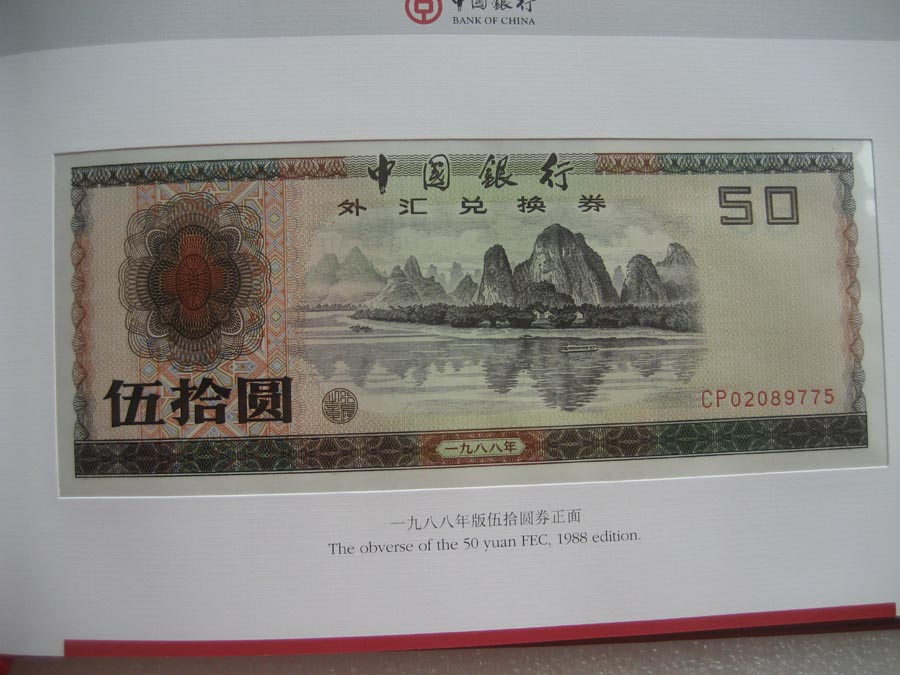 中国銀行
BANK OF CHINA
中国銀行
外汇兑换券
50
伍拾圆
CP02089775
一九八八年
一九八八年版伍拾圆券正面
The obverse of the 50 yuan FEC, 1988 edition.